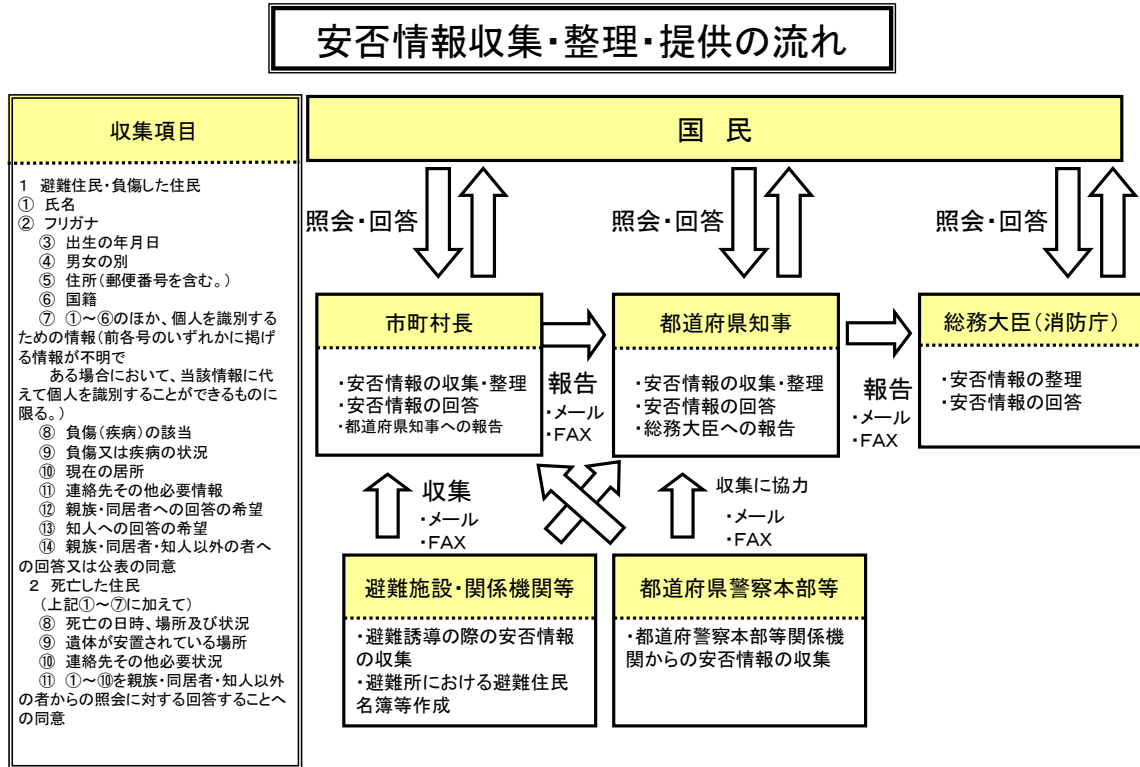 安否情報収集・整理・提供の流れ
収集項目
1 避難住民・負傷した住民
① 氏名
② フリガナ
③ 出生の年月日
④ 男女の別
⑤ 住所(郵便番号を含む。)
⑥ 国籍
⑦ ①～⑥のほか、個人を識別する
ための情報(前各号のいずれかに掲げ
る情報が不明で
ある場合において、当該情報に代
えて個人を識別することができるものに
限る。)
⑧ 負傷(疾病)の該当
⑨ 負傷又は疾病の状況
⑩ 現在の居所
⑪ 連絡先その他必要情報
⑫ 親族・同居者への回答の希望
⑬ 知人への回答の希望
⑭ 親族・同居者・知人以外の者へ
の回答又は公表の同意
2 死亡した住民
(上記①～⑦に加えて)
⑧ 死亡の日時、場所及び状況
⑨ 遺体が安置されている場所
⑩ 連絡先その他必要状況
⑪ ①～⑩を親族・同居者・知人以外
の者からの照会に対する回答することへ
の同意
国 民
照会・回答
照会・回答
照会・回答
市町村長
・安否情報の収集・整理
・安否情報の回答
・都道府県知事への報告
報告
・メール
・FAX
都道府県知事
・安否情報の収集・整理
・安否情報の回答
・総務大臣への報告
報告
・メール
・FAX
総務大臣(消防庁)
・安否情報の整理
・安否情報の回答
収集
・メール
・FAX
収集に協力
・メール
・FAX
避難施設・関係機関等
・避難誘導の際の安否情報
の収集
・避難所における避難住民
名簿等作成
都道府県警察本部等
・都道府警察本部等関係機
関からの安否情報の収集